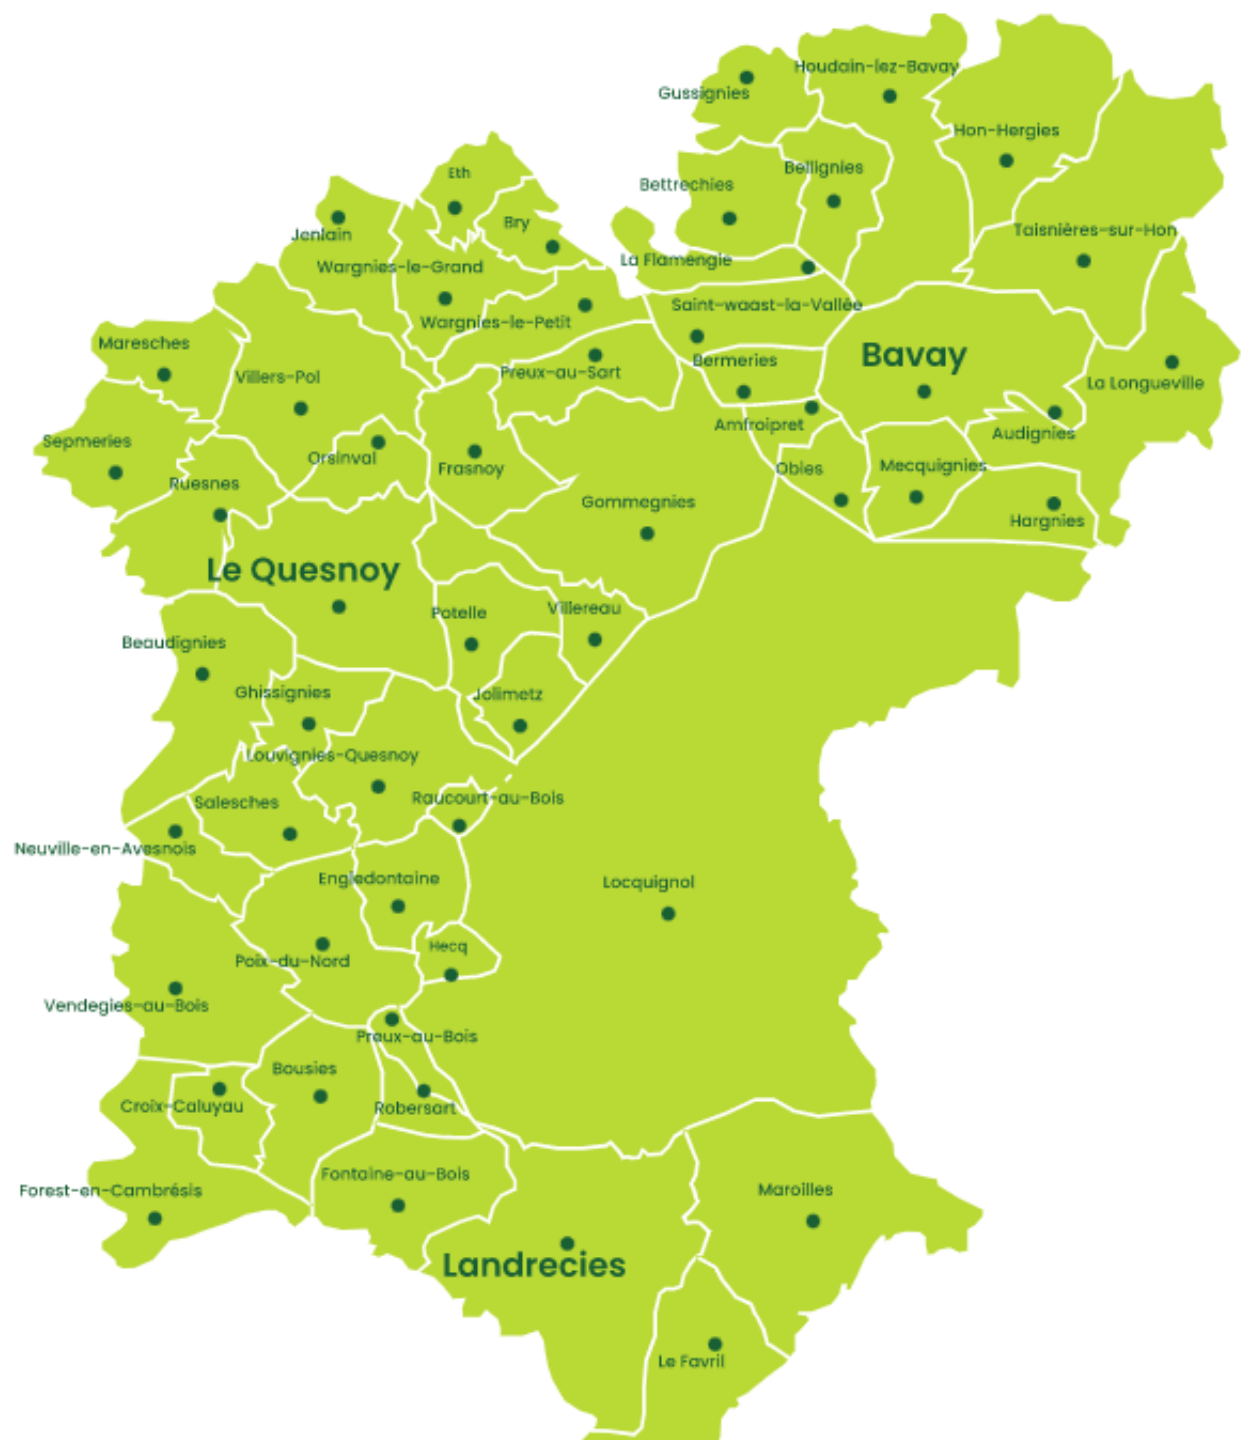 Houdain-lez-Bavay
Gussignies
Hon-Hergies
Bellignies
Eth
Bettrechies
Bry
Taisnières-sur-Hon
Jenlain
La Flamengie
Wargnies-le-Grand
Saint-waast-la-Vallée
Wargnies-le-Petit
Maresches
Bavay
Bermeries
Preux-au-Sart
Villers-Pol
La Longueville
Amfroipret
Audignies
Sepmeries
Orsinval
Frasnoy
Obies
Mecquignies
Ruesnes
Gommegnies
Hargnies
Le Quesnoy
Villereau
Potelle
Beaudignies
Ghissignies
Jolimetz
Louvignies-Quesnoy
Raucourt-au-Bois
Salesches
Neuville-en-Avesnois
Englefontaine
Locquignol
Hecq
Poix-du-Nord
Vendegies-au-Bois
Preux-au-Bois
Bousies
Croix-Caluyau
Robersart
Fontaine-au-Bois
Forest-en-Cambrésis
Maroilles
Landrecies
Le Favril